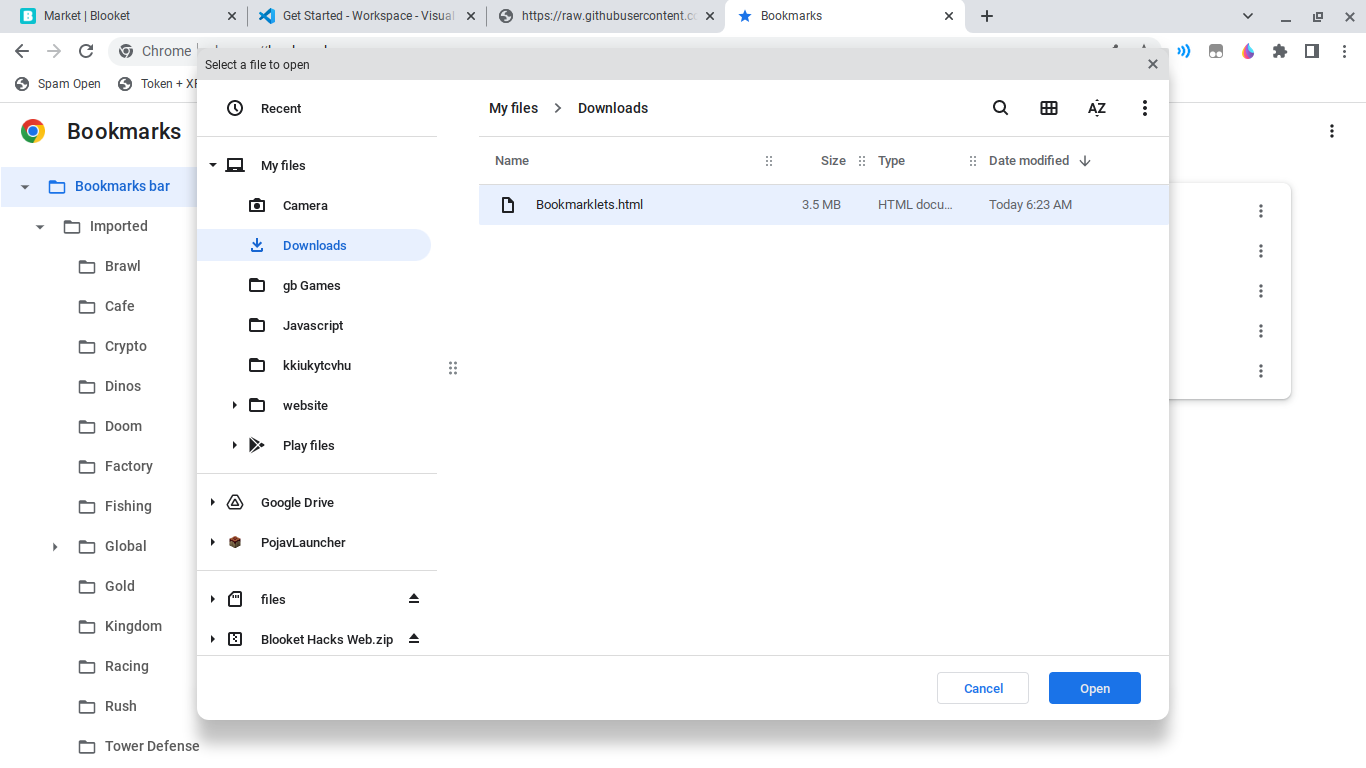 Market | Blooket
Get Started - Workspace - Visual
https://raw.githubusercontent.c
Bookmarks
Chrome
Spam Open
Token + XP
Select a file to open
Bookmarks
Bookmarks bar
Imported
Brawl
Cafe
Crypto
Dinos
Doom
Factory
Fishing
Global
Gold
Kingdom
Racing
Rush
Tower Defense
Recent
My files
Camera
Downloads
gb Games
Javascript
kkiukytcvhu
website
Play files
Google Drive
PojavLauncher
files
Blooket Hacks Web.zip
My files Downloads
AZ
Name Size Type Date modified
Bookmarklets.html 3.5 MB HTML docu... Today 6:23 AM
Cancel Open